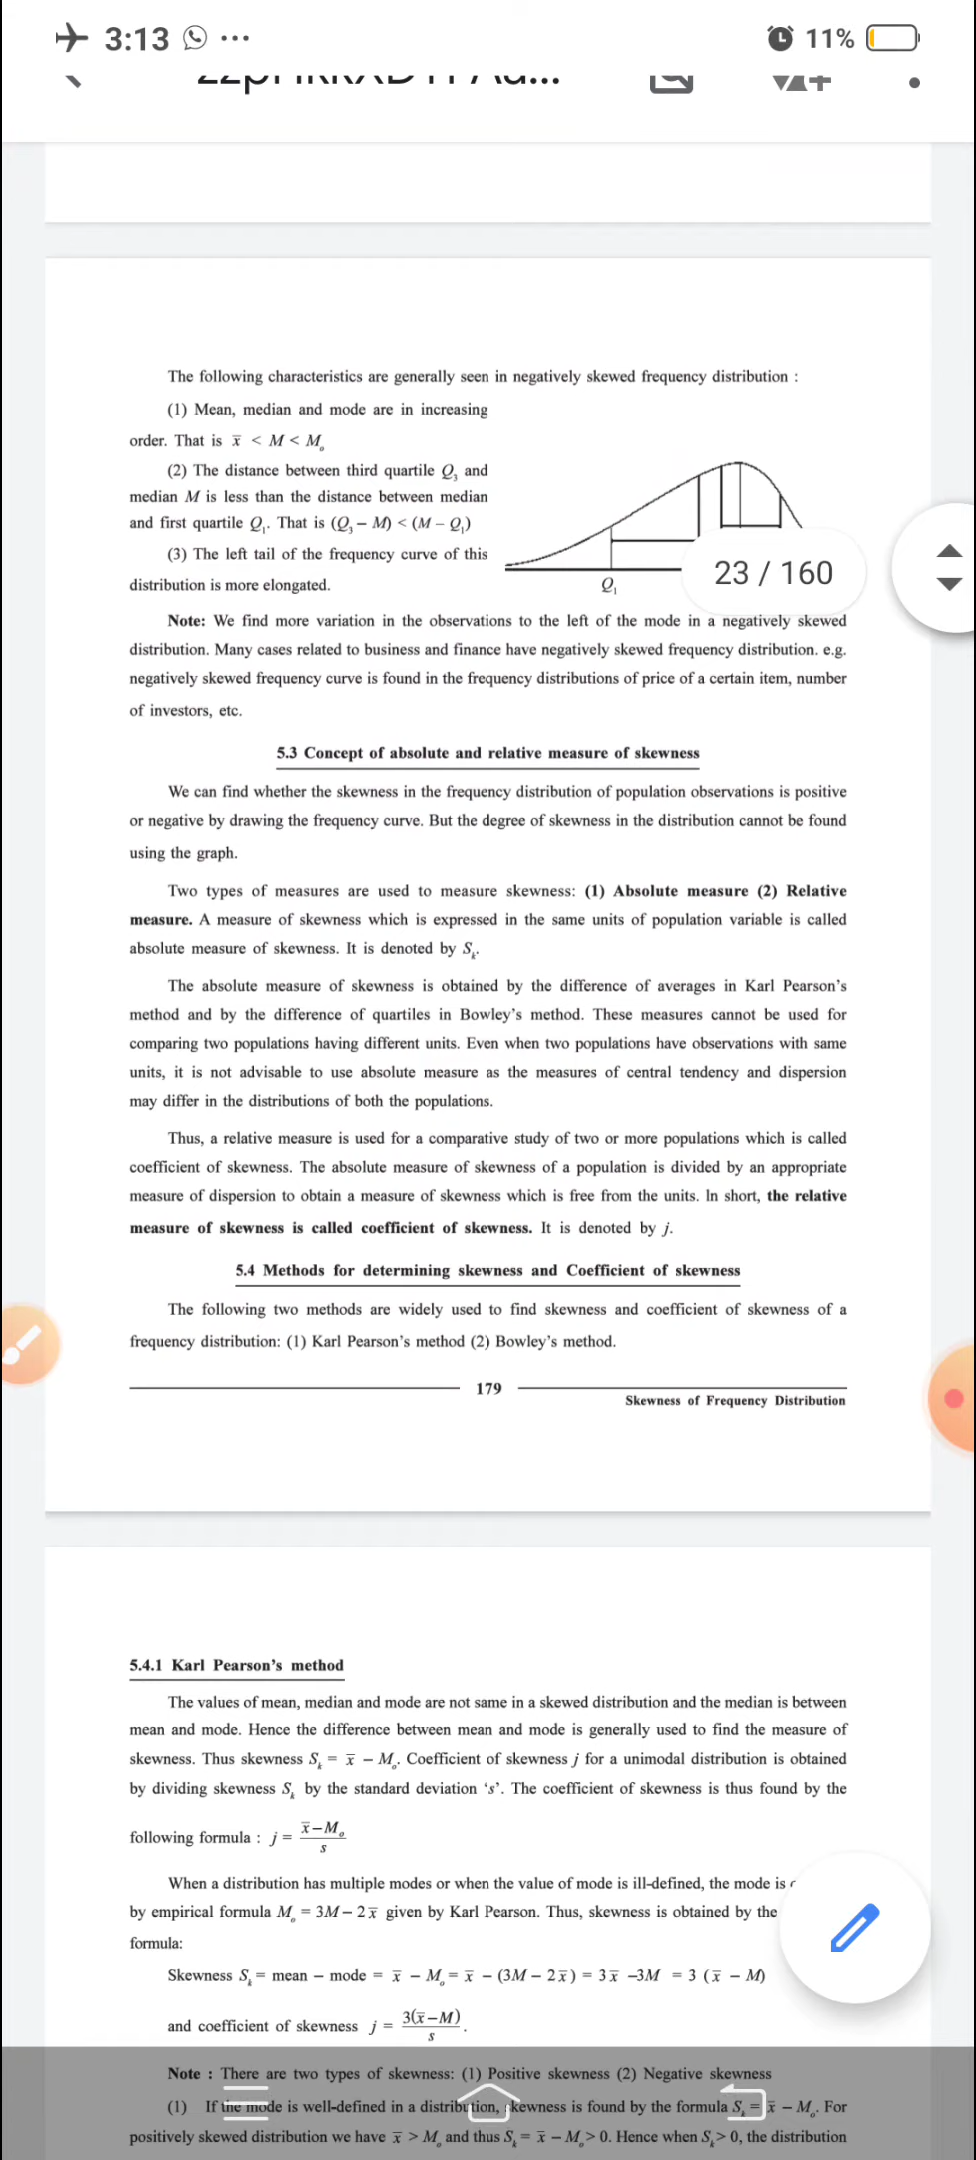 3:13
11%
The following characteristics are generally seen in negatively skewed frequency distribution :
(1) Mean, median and mode are in increasing
order. That is x̅ < M < Mₒ
(2) The distance between third quartile Q₃ and
median M is less than the distance between median
and first quartile Q₁. That is (Q₃ – M) < (M – Q₁)
(3) The left tail of the frequency curve of this
distribution is more elongated.
Q₁
23 / 160
Note: We find more variation in the observations to the left of the mode in a negatively skewed
distribution. Many cases related to business and finance have negatively skewed frequency distribution. e.g.
negatively skewed frequency curve is found in the frequency distributions of price of a certain item, number
of investors, etc.
5.3 Concept of absolute and relative measure of skewness
We can find whether the skewness in the frequency distribution of population observations is positive
or negative by drawing the frequency curve. But the degree of skewness in the distribution cannot be found
using the graph.
Two types of measures are used to measure skewness: (1) Absolute measure (2) Relative
measure. A measure of skewness which is expressed in the same units of population variable is called
absolute measure of skewness. It is denoted by Sₖ.
The absolute measure of skewness is obtained by the difference of averages in Karl Pearson's
method and by the difference of quartiles in Bowley's method. These measures cannot be used for
comparing two populations having different units. Even when two populations have observations with same
units, it is not advisable to use absolute measure as the measures of central tendency and dispersion
may differ in the distributions of both the populations.
Thus, a relative measure is used for a comparative study of two or more populations which is called
coefficient of skewness. The absolute measure of skewness of a population is divided by an appropriate
measure of dispersion to obtain a measure of skewness which is free from the units. In short, the relative
measure of skewness is called coefficient of skewness. It is denoted by j.
5.4 Methods for determining skewness and Coefficient of skewness
The following two methods are widely used to find skewness and coefficient of skewness of a
frequency distribution: (1) Karl Pearson's method (2) Bowley's method.
179
Skewness of Frequency Distribution
5.4.1 Karl Pearson's method
The values of mean, median and mode are not same in a skewed distribution and the median is between
mean and mode. Hence the difference between mean and mode is generally used to find the measure of
skewness. Thus skewness Sₖ = x̅ – Mₒ. Coefficient of skewness j for a unimodal distribution is obtained
by dividing skewness Sₖ by the standard deviation 's'. The coefficient of skewness is thus found by the
following formula : j = (x̅ – Mₒ) / s
When a distribution has multiple modes or when the value of mode is ill-defined, the mode is
by empirical formula Mₒ = 3M – 2x̅ given by Karl Pearson. Thus, skewness is obtained by the
formula:
Skewness Sₖ = mean – mode = x̅ – Mₒ = x̅ – (3M – 2x̅) = 3x̅ –3M = 3 (x̅ – M)
and coefficient of skewness j = 3(x̅ – M) / s .
Note : There are two types of skewness: (1) Positive skewness (2) Negative skewness
(1) If the mode is well-defined in a distribution, skewness is found by the formula Sₖ = x̅ – Mₒ. For
positively skewed distribution we have x̅ > Mₒ and thus Sₖ = x̅ – Mₒ > 0. Hence when Sₖ > 0, the distribution